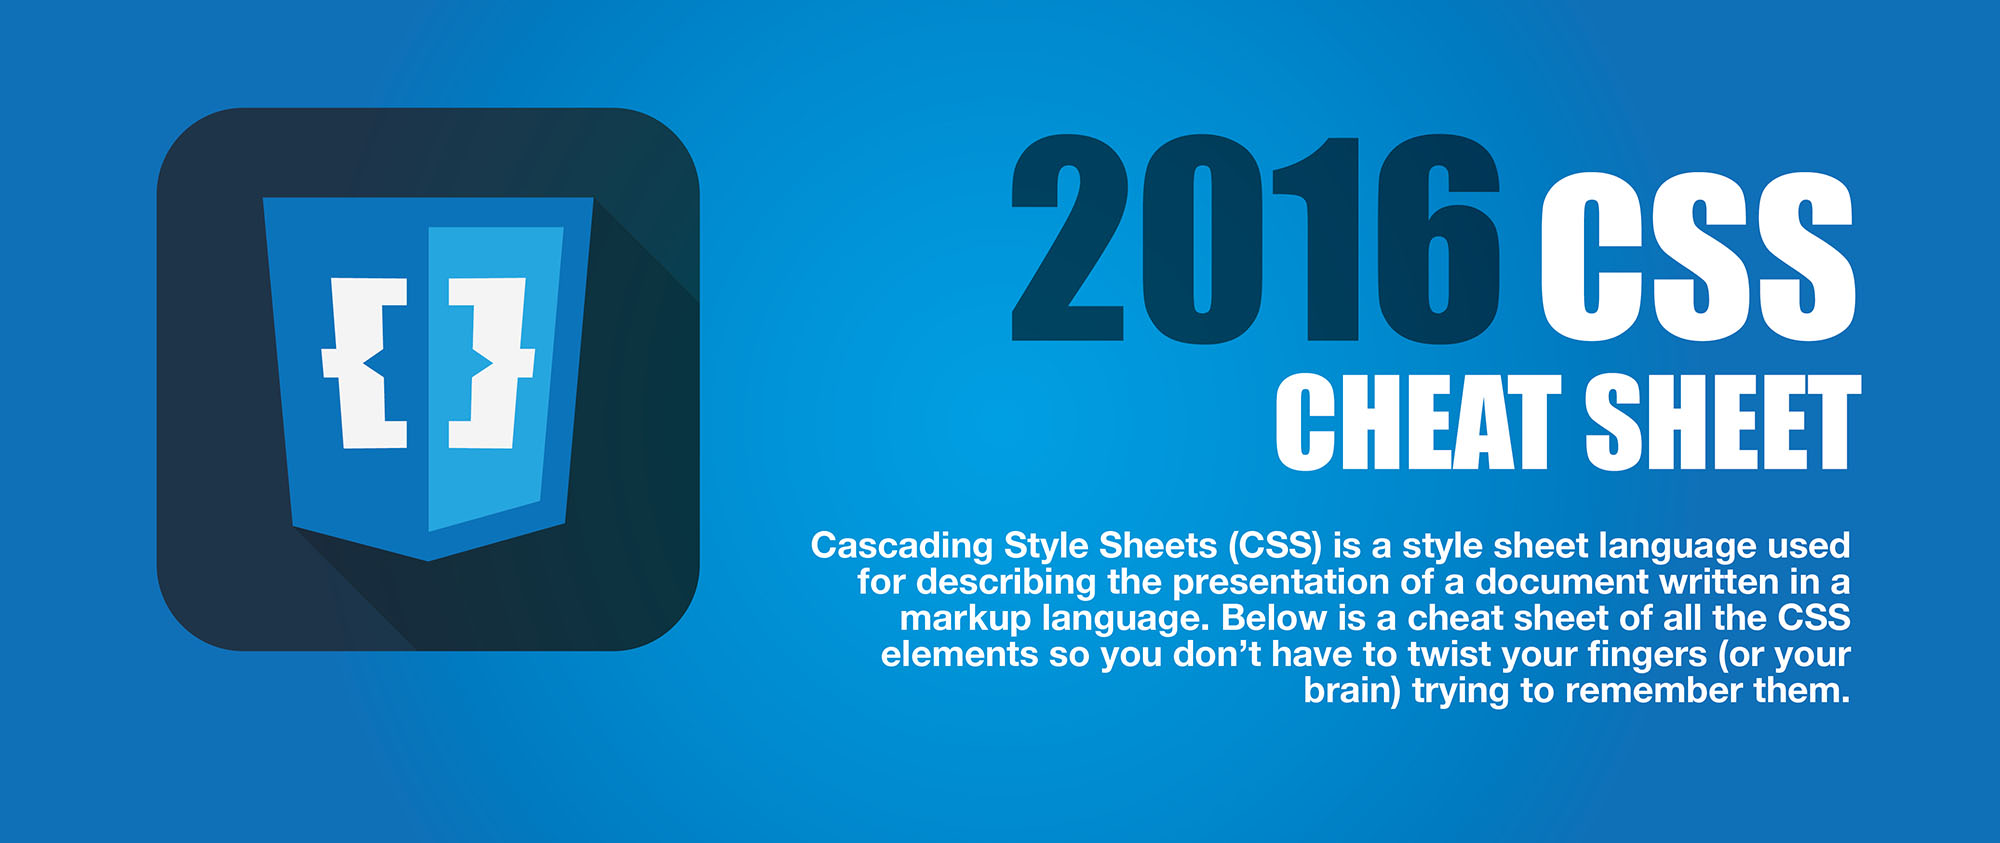 { }
2016 CSS
CHEAT SHEET
Cascading Style Sheets (CSS) is a style sheet language used
for describing the presentation of a document written in a
markup language. Below is a cheat sheet of all the CSS
elements so you don’t have to twist your fingers (or your
brain) trying to remember them.